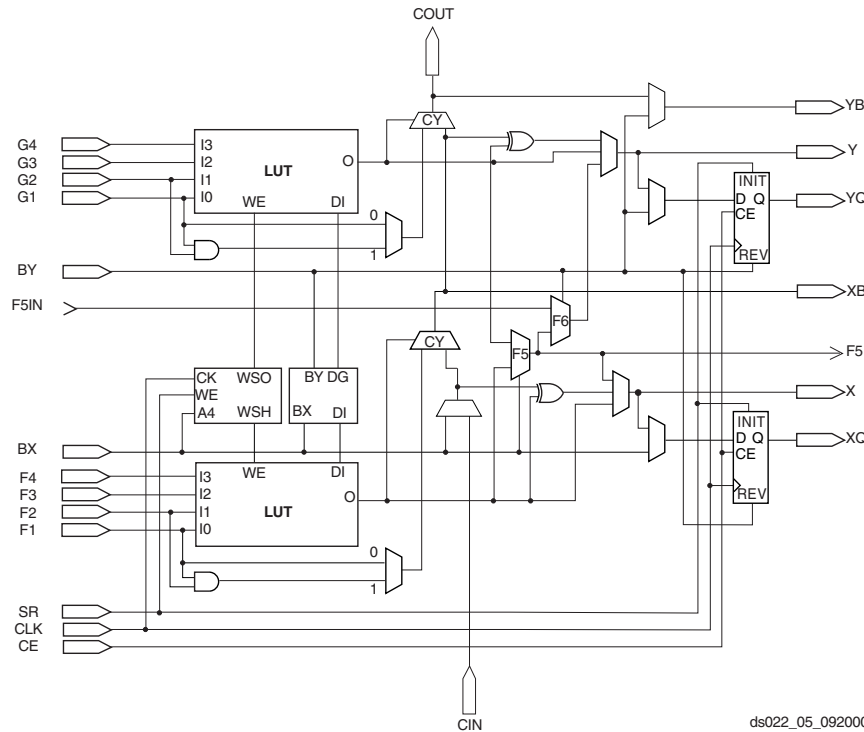 COUT
YB
CY
G4
I3
Y
G3
I2
LUT
O
G2
I1
INIT
WE
DI
D Q
YQ
G1
I0
CE
0
1
REV
BY
XB
F5IN
F6
CY
F5
F5
CK
WSO
BY DG
WE
X
A4
WSH
BX
DI
INIT
BX
D Q
XQ
WE
DI
CE
F4
I3
F3
I2
O
REV
F2
I1
LUT
F1
I0
0
1
SR
CLK
CE
CIN
ds022_05_092000